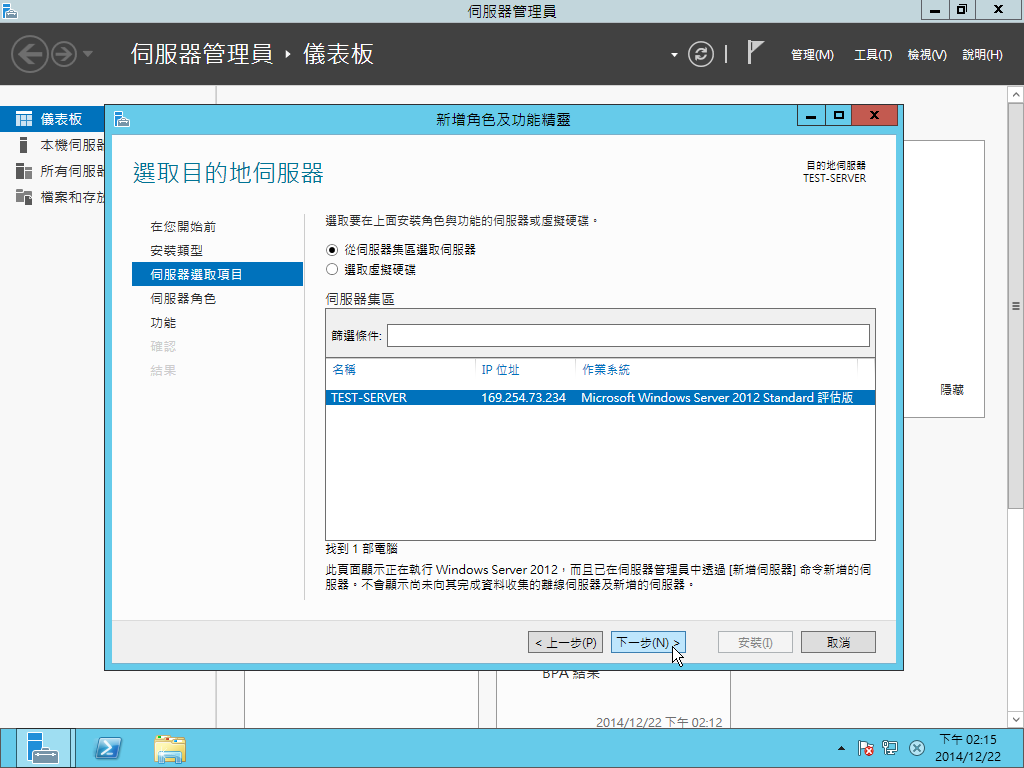 伺服器管理員
伺服器管理員 ‣ 儀表板
管理(M) 工具(T) 檢視(V) 說明(H)
儀表板
本機伺服器
所有伺服器
檔案和存放
新增角色及功能精靈
選取目的地伺服器
目的地伺服器
TEST-SERVER
在您開始前
安裝類型
伺服器選取項目
伺服器角色
功能
確認
結果
選取要在上面安裝角色與功能的伺服器或虛擬硬碟。
從伺服器集區選取伺服器
選取虛擬硬碟
伺服器集區
篩選條件:
名稱 IP 位址 作業系統
TEST-SERVER 169.254.73.234 Microsoft Windows Server 2012 Standard 評估版
找到 1 部電腦
此頁面顯示正在執行 Windows Server 2012，而且已在伺服器管理員中透過 [新增伺服器] 命令新增的伺
服器。不會顯示尚未向其完成資料收集的離線伺服器及新增的伺服器。
< 上一步(P) 下一步(N) > 安裝(I) 取消
隱藏
BPA 結果
2014/12/22 下午 02:12
下午 02:15
2014/12/22